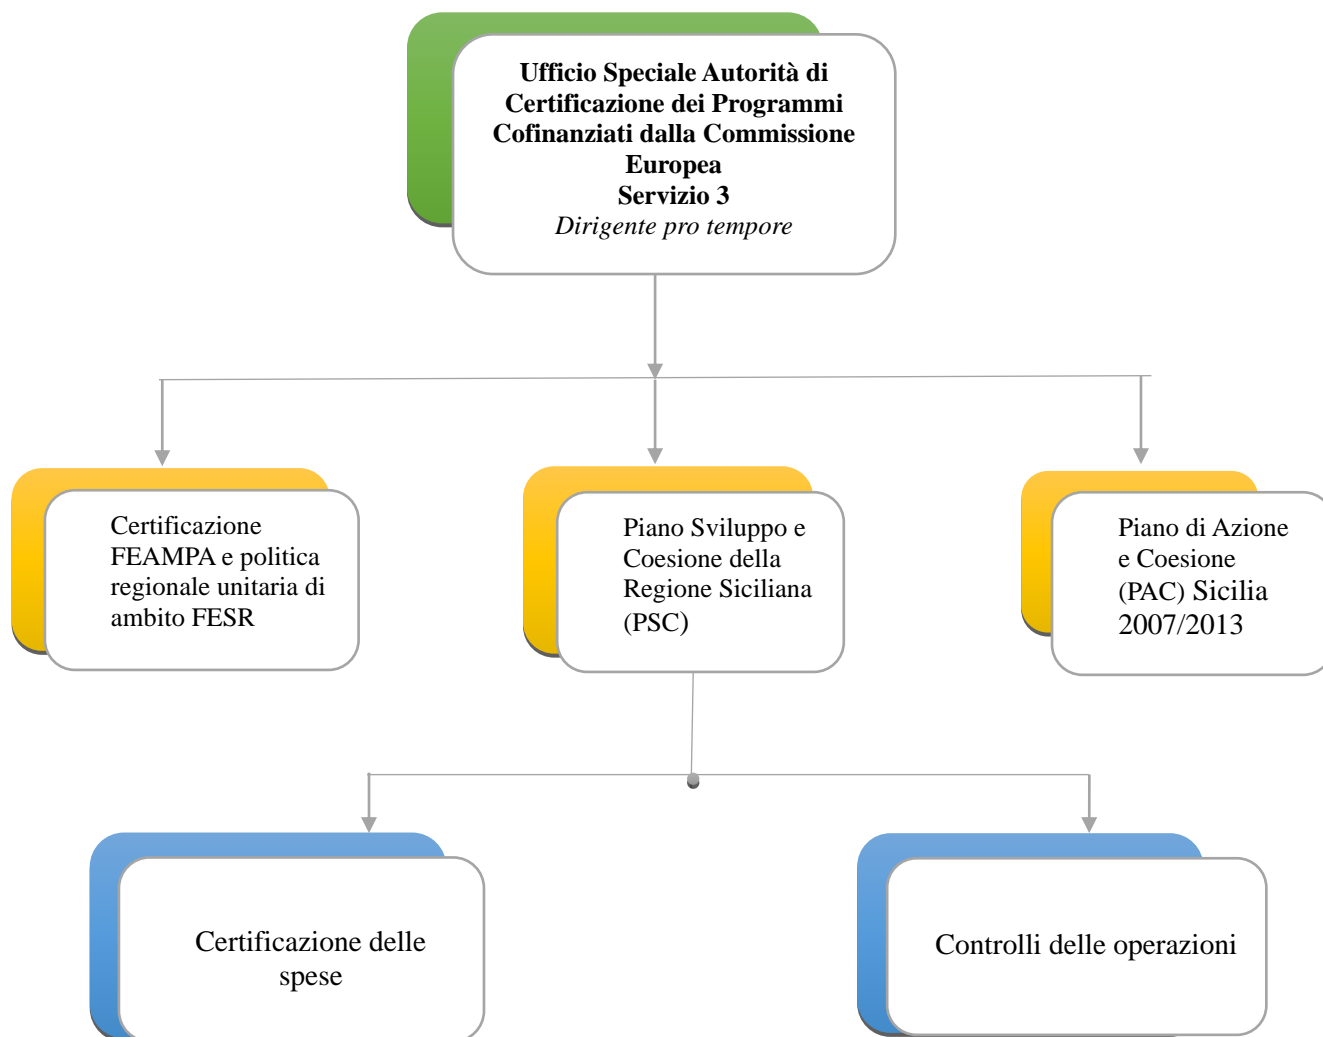 Ufficio Speciale Autorità di
Certificazione dei Programmi
Cofinanziati dalla Commissione
Europea
Servizio 3
Dirigente pro tempore
Certificazione
FEAMPA e politica
regionale unitaria di
ambito FESR
Piano Sviluppo e
Coesione della
Regione Siciliana
(PSC)
Piano di Azione
e Coesione
(PAC) Sicilia
2007/2013
Certificazione delle
spese
Controlli delle operazioni